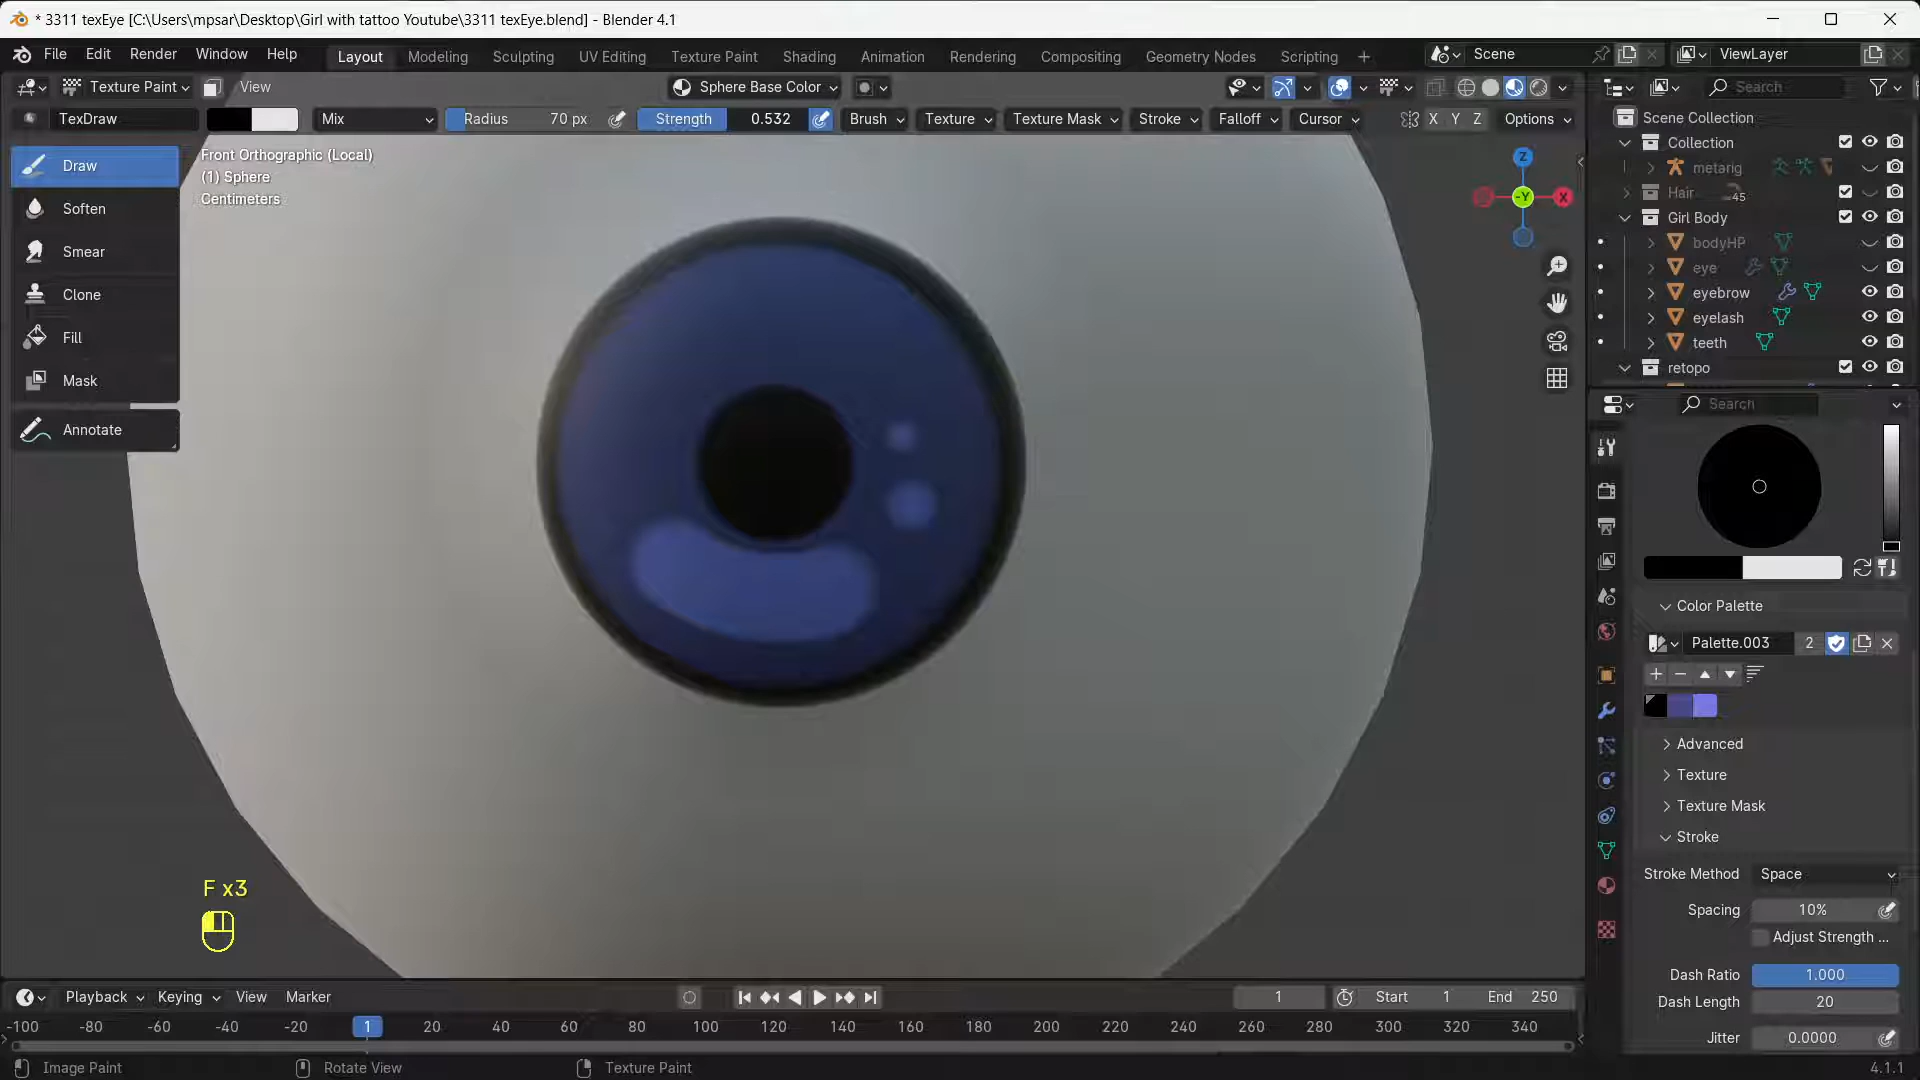 * 3311 texEye [C:\Users\mpsar\Desktop\Girl with tattoo Youtube\3311 texEye.blend] - Blender 4.1
File Edit Render Window Help Layout Modeling Sculpting UV Editing Texture Paint Shading Animation Rendering Compositing Geometry Nodes Scripting + Scene ViewLayer
Texture Paint View Sphere Base Color Search
TexDraw Mix Radius 70 px Strength 0.532 Brush Texture Texture Mask Stroke Falloff Cursor X Y Z Options
Scene Collection
Collection
metarig
Hair 45
Girl Body
bodyHP
eye
eyebrow
eyelash
teeth
retopo
Draw
Soften
Smear
Clone
Fill
Mask
Annotate
Front Orthographic (Local)
(1) Sphere
Centimeters
Z
-Y X
Search
Color Palette
Palette.003 2
Advanced
Texture
Texture Mask
Stroke
Stroke Method Space
Spacing 10%
Adjust Strength ...
Dash Ratio 1.000
Dash Length 20
Jitter 0.0000
F x3
Playback Keying View Marker 1 Start 1 End 250
-100 -80 -60 -40 -20 1 20 40 60 80 100 120 140 160 180 200 220 240 260 280 300 320 340
Image Paint Rotate View Texture Paint 4.1.1